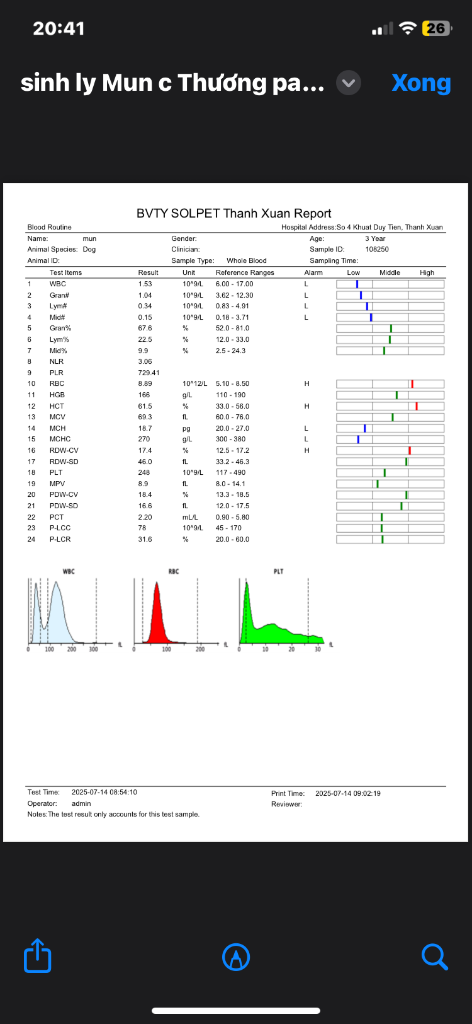 20:41
26
sinh ly Mun c Thương pa...
Xong
BVTY SOLPET Thanh Xuan Report
Blood Routine Hospital Address:So 4 Khuat Duy Tien, Thanh Xuan
Name: mun Gender: Age: 3 Year
Animal Species: Dog Clinician: Sample ID: 108250
Animal ID: Sample Type: Whole Blood Sampling Time:
Test Items Result Unit Reference Ranges Alarm Low Middle High
1 WBC 1.53 10^9/L 6.00 - 17.00 L
2 Gran# 1.04 10^9/L 3.62 - 12.30 L
3 Lym# 0.34 10^9/L 0.83 - 4.91 L
4 Mid# 0.15 10^9/L 0.18 - 3.71 L
5 Gran% 67.6 % 52.0 - 81.0
6 Lym% 22.5 % 12.0 - 33.0
7 Mid% 9.9 % 2.5 - 24.3
8 NLR 3.06
9 PLR 729.41
10 RBC 8.89 10^12/L 5.10 - 8.50 H
11 HGB 166 g/L 110 - 190
12 HCT 61.5 % 33.0 - 56.0 H
13 MCV 69.3 fL 60.0 - 76.0
14 MCH 18.7 pg 20.0 - 27.0 L
15 MCHC 270 g/L 300 - 380 L
16 RDW-CV 17.4 % 12.5 - 17.2 H
17 RDW-SD 46.0 fL 33.2 - 46.3
18 PLT 248 10^9/L 117 - 490
19 MPV 8.9 fL 8.0 - 14.1
20 PDW-CV 18.4 % 13.3 - 18.5
21 PDW-SD 16.6 fL 12.0 - 17.5
22 PCT 2.20 mL/L 0.90 - 5.80
23 P-LCC 78 10^9/L 45 - 170
24 P-LCR 31.6 % 20.0 - 60.0
WBC RBC PLT
0 100 200 300 fL 0 100 200 fL 0 10 20 30 fL
Test Time: 2025-07-14 08:54:10 Print Time: 2025-07-14 09:02:19
Operator: admin Reviewer:
Notes:The test result only accounts for this test sample.